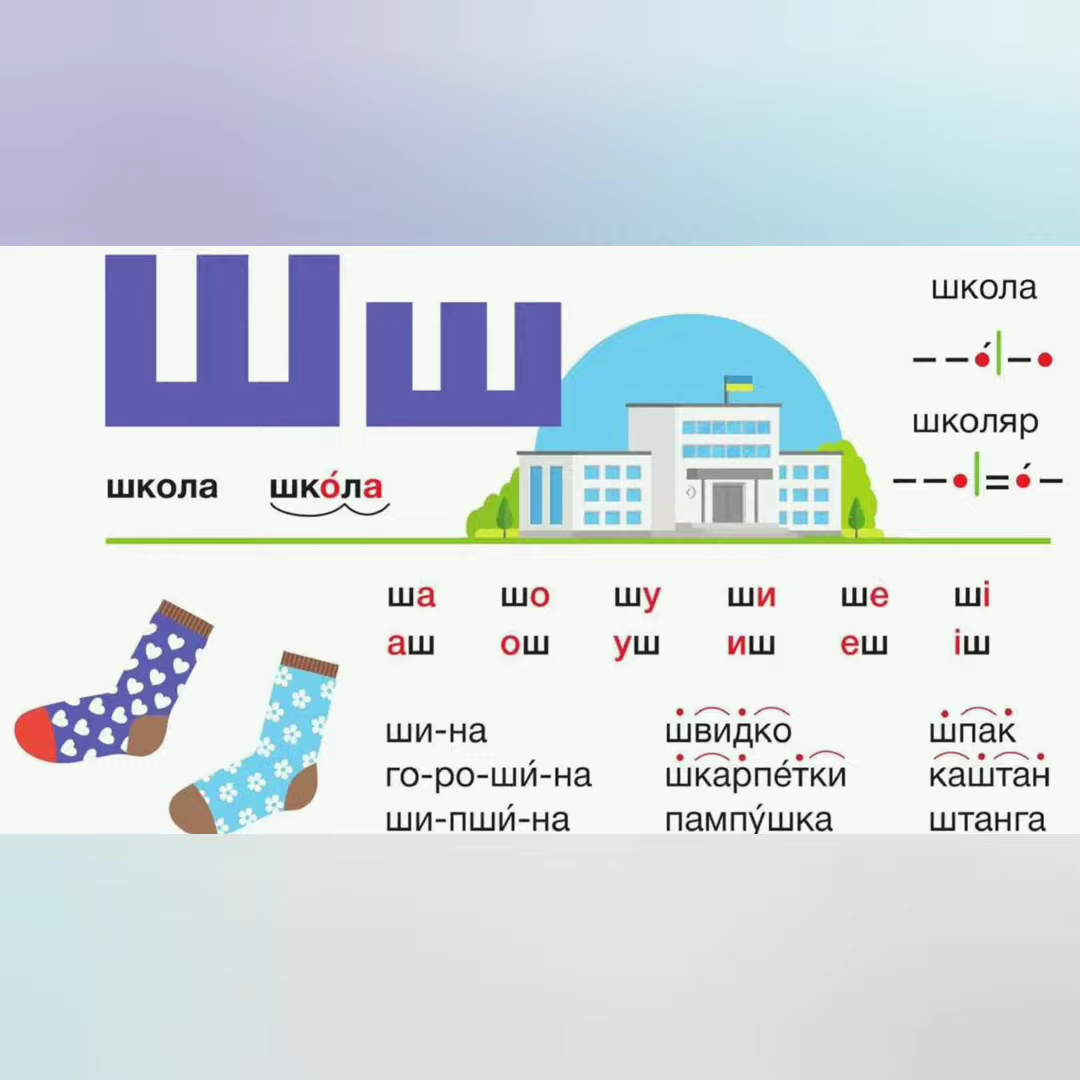 Ш ш
школа
школяр
школа шко́ла
ша шо шу ши ше ші
аш ош уш иш еш іш
ши-на швидко шпак
го-ро-ши́-на шкарпе́тки каштан
ши-пши́-на пампу́шка штанга